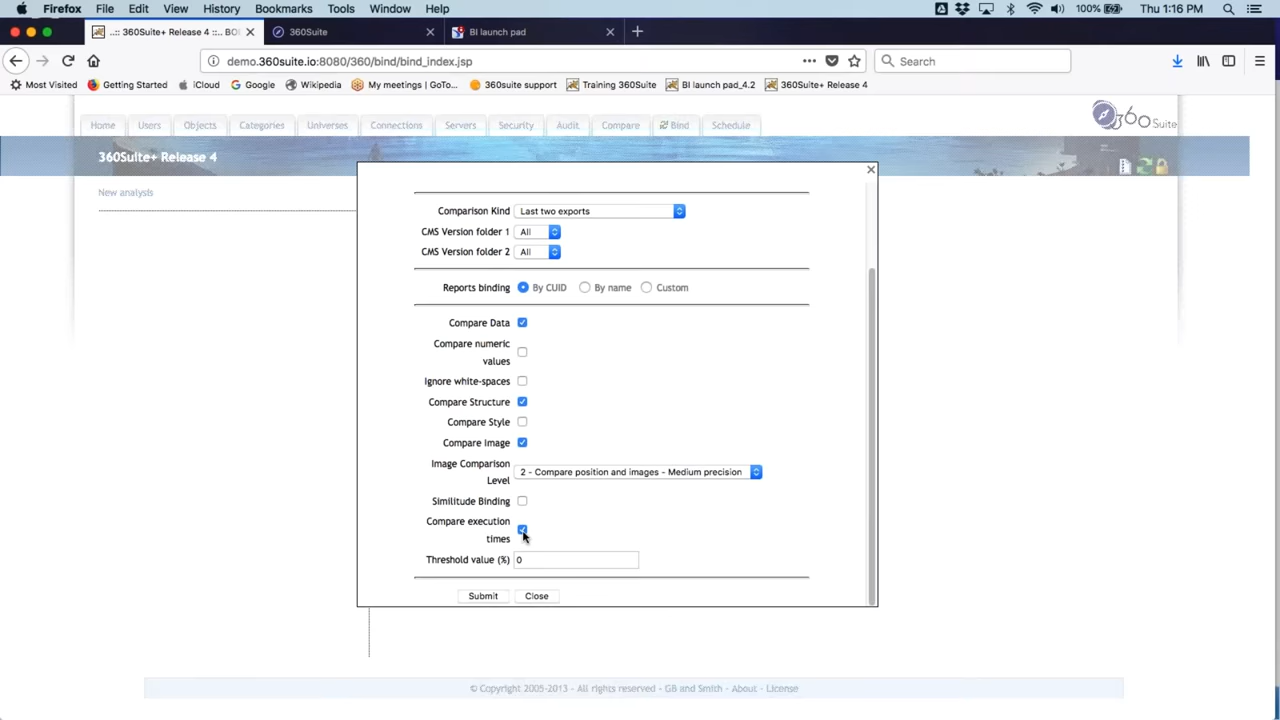 Firefox File Edit View History Bookmarks Tools Window Help 100% Thu 1:16 PM
..:: 360Suite+ Release 4 ::.. BO 360Suite BI launch pad
demo.360suite.io:8080/360/bind/bind_index.jsp Search
Most Visited Getting Started iCloud Google Wikipedia My meetings | GoTo... 360suite support Training 360Suite BI launch pad_4.2 360Suite+ Release 4
Home Users Objects Categories Universes Connections Servers Security Audit Compare Bind Schedule
360Suite
360Suite+ Release 4
New analysis
Comparison Kind Last two exports
CMS Version folder 1 All
CMS Version folder 2 All
Reports binding By CUID By name Custom
Compare Data
Compare numeric
values
Ignore white-spaces
Compare Structure
Compare Style
Compare Image
Image Comparison
Level
2 - Compare position and images - Medium precision
Similitude Binding
Compare execution
times
Threshold value (%) 0
Submit Close
© Copyright 2005-2013 - All rights reserved - GB and Smith - About - License